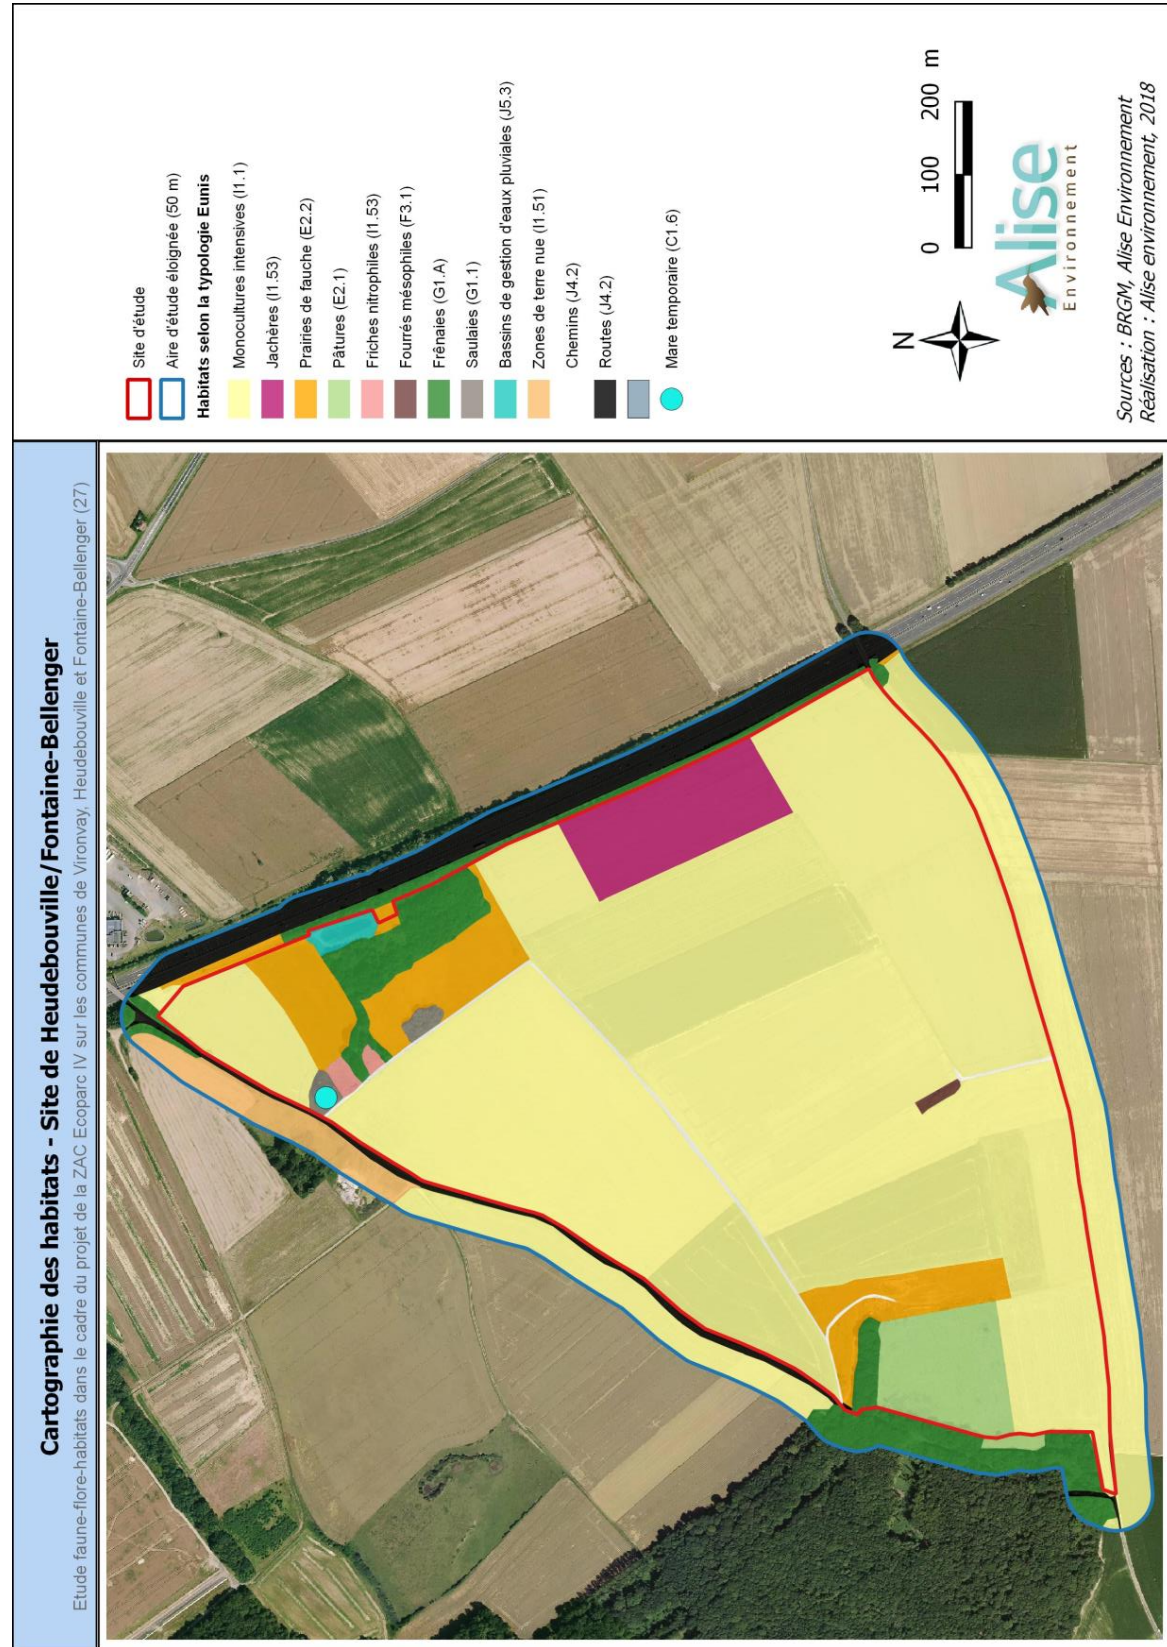 Cartographie des habitats - Site de Heudebouville/Fontaine-Bellenger
Etude faune-flore-habitats dans le cadre du projet de la ZAC Ecoparc IV sur les communes de Vironvay, Heudebouville et Fontaine-Bellenger (27)
Site d'étude
Aire d'étude éloignée (50 m)
Habitats selon la typologie Eunis
Monocultures intensives (I1.1)
Jachères (I1.53)
Prairies de fauche (E2.2)
Pâtures (E2.1)
Friches nitrophiles (I1.53)
Fourrés mésophiles (F3.1)
Frênaies (G1.A)
Saulaies (G1.1)
Bassins de gestion d'eaux pluviales (J5.3)
Zones de terre nue (I1.51)
Chemins (J4.2)
Routes (J4.2)
Mare temporaire (C1.6)
N
0 100 200 m
Alise
Environnement
Sources : BRGM, Alise Environnement
Réalisation : Alise environnement, 2018